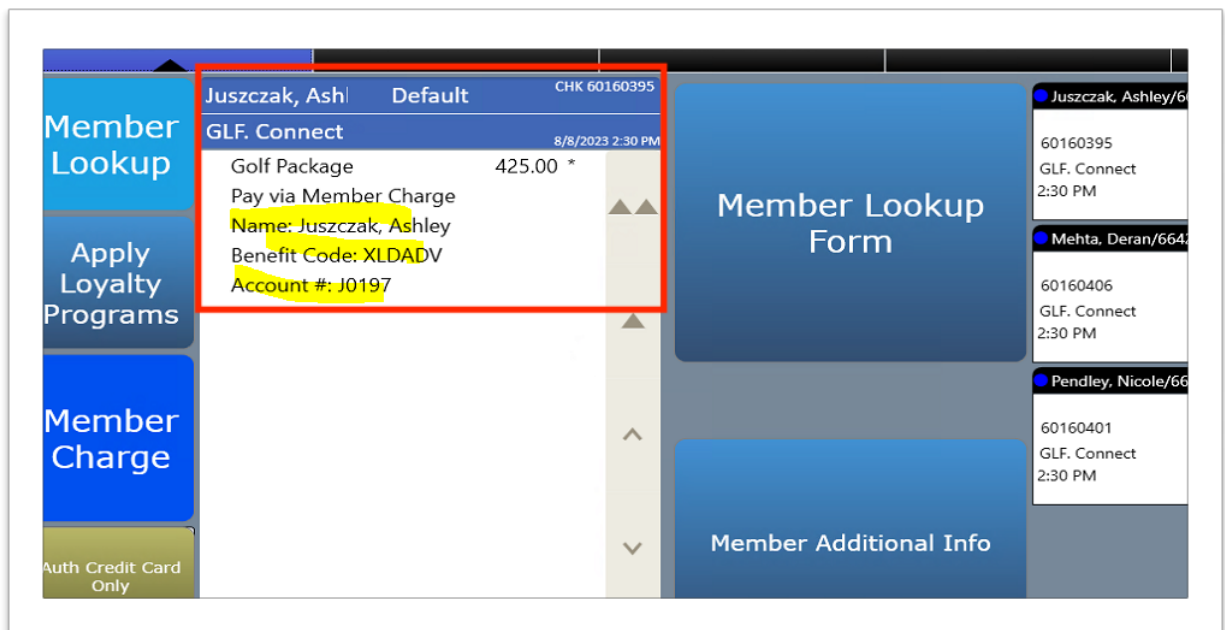 Member
Lookup
Apply
Loyalty
Programs
Member
Charge
Auth Credit Card
Only
Juszczak, Ash
Default
CHK 60160395
GLF. Connect
8/8/2023 2:30 PM
Golf Package 425.00 *
Pay via Member Charge
Name: Juszczak, Ashley
Benefit Code: XLDADV
Account #: J0197
Member Lookup
Form
Member Additional Info
Juszczak, Ashley/6
60160395
GLF. Connect
2:30 PM
Mehta, Deran/664
60160406
GLF. Connect
2:30 PM
Pendley, Nicole/66
60160401
GLF. Connect
2:30 PM